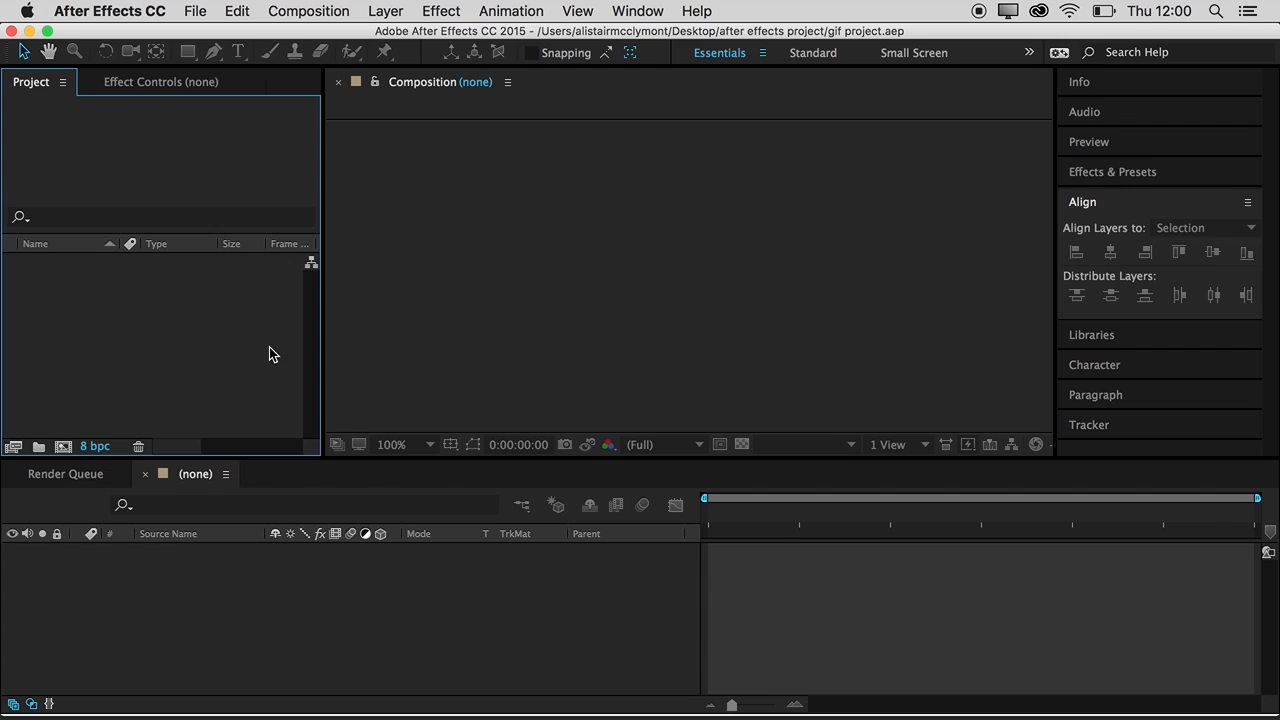 After Effects CC File Edit Composition Layer Effect Animation View Window Help Thu 12:00
Adobe After Effects CC 2015 - /Users/alistairmcclymont/Desktop/after effects project/gif project.aep
Snapping Essentials Standard Small Screen » Search Help
Project Effect Controls (none) Composition (none) Info
Audio
Preview
Effects & Presets
Align
Align Layers to: Selection
Name Type Size Frame ...
Distribute Layers:
Libraries
Character
Paragraph
Tracker
8 bpc 100% 0:00:00:00 (Full) 1 View
Render Queue (none)
# Source Name fx Mode T TrkMat Parent